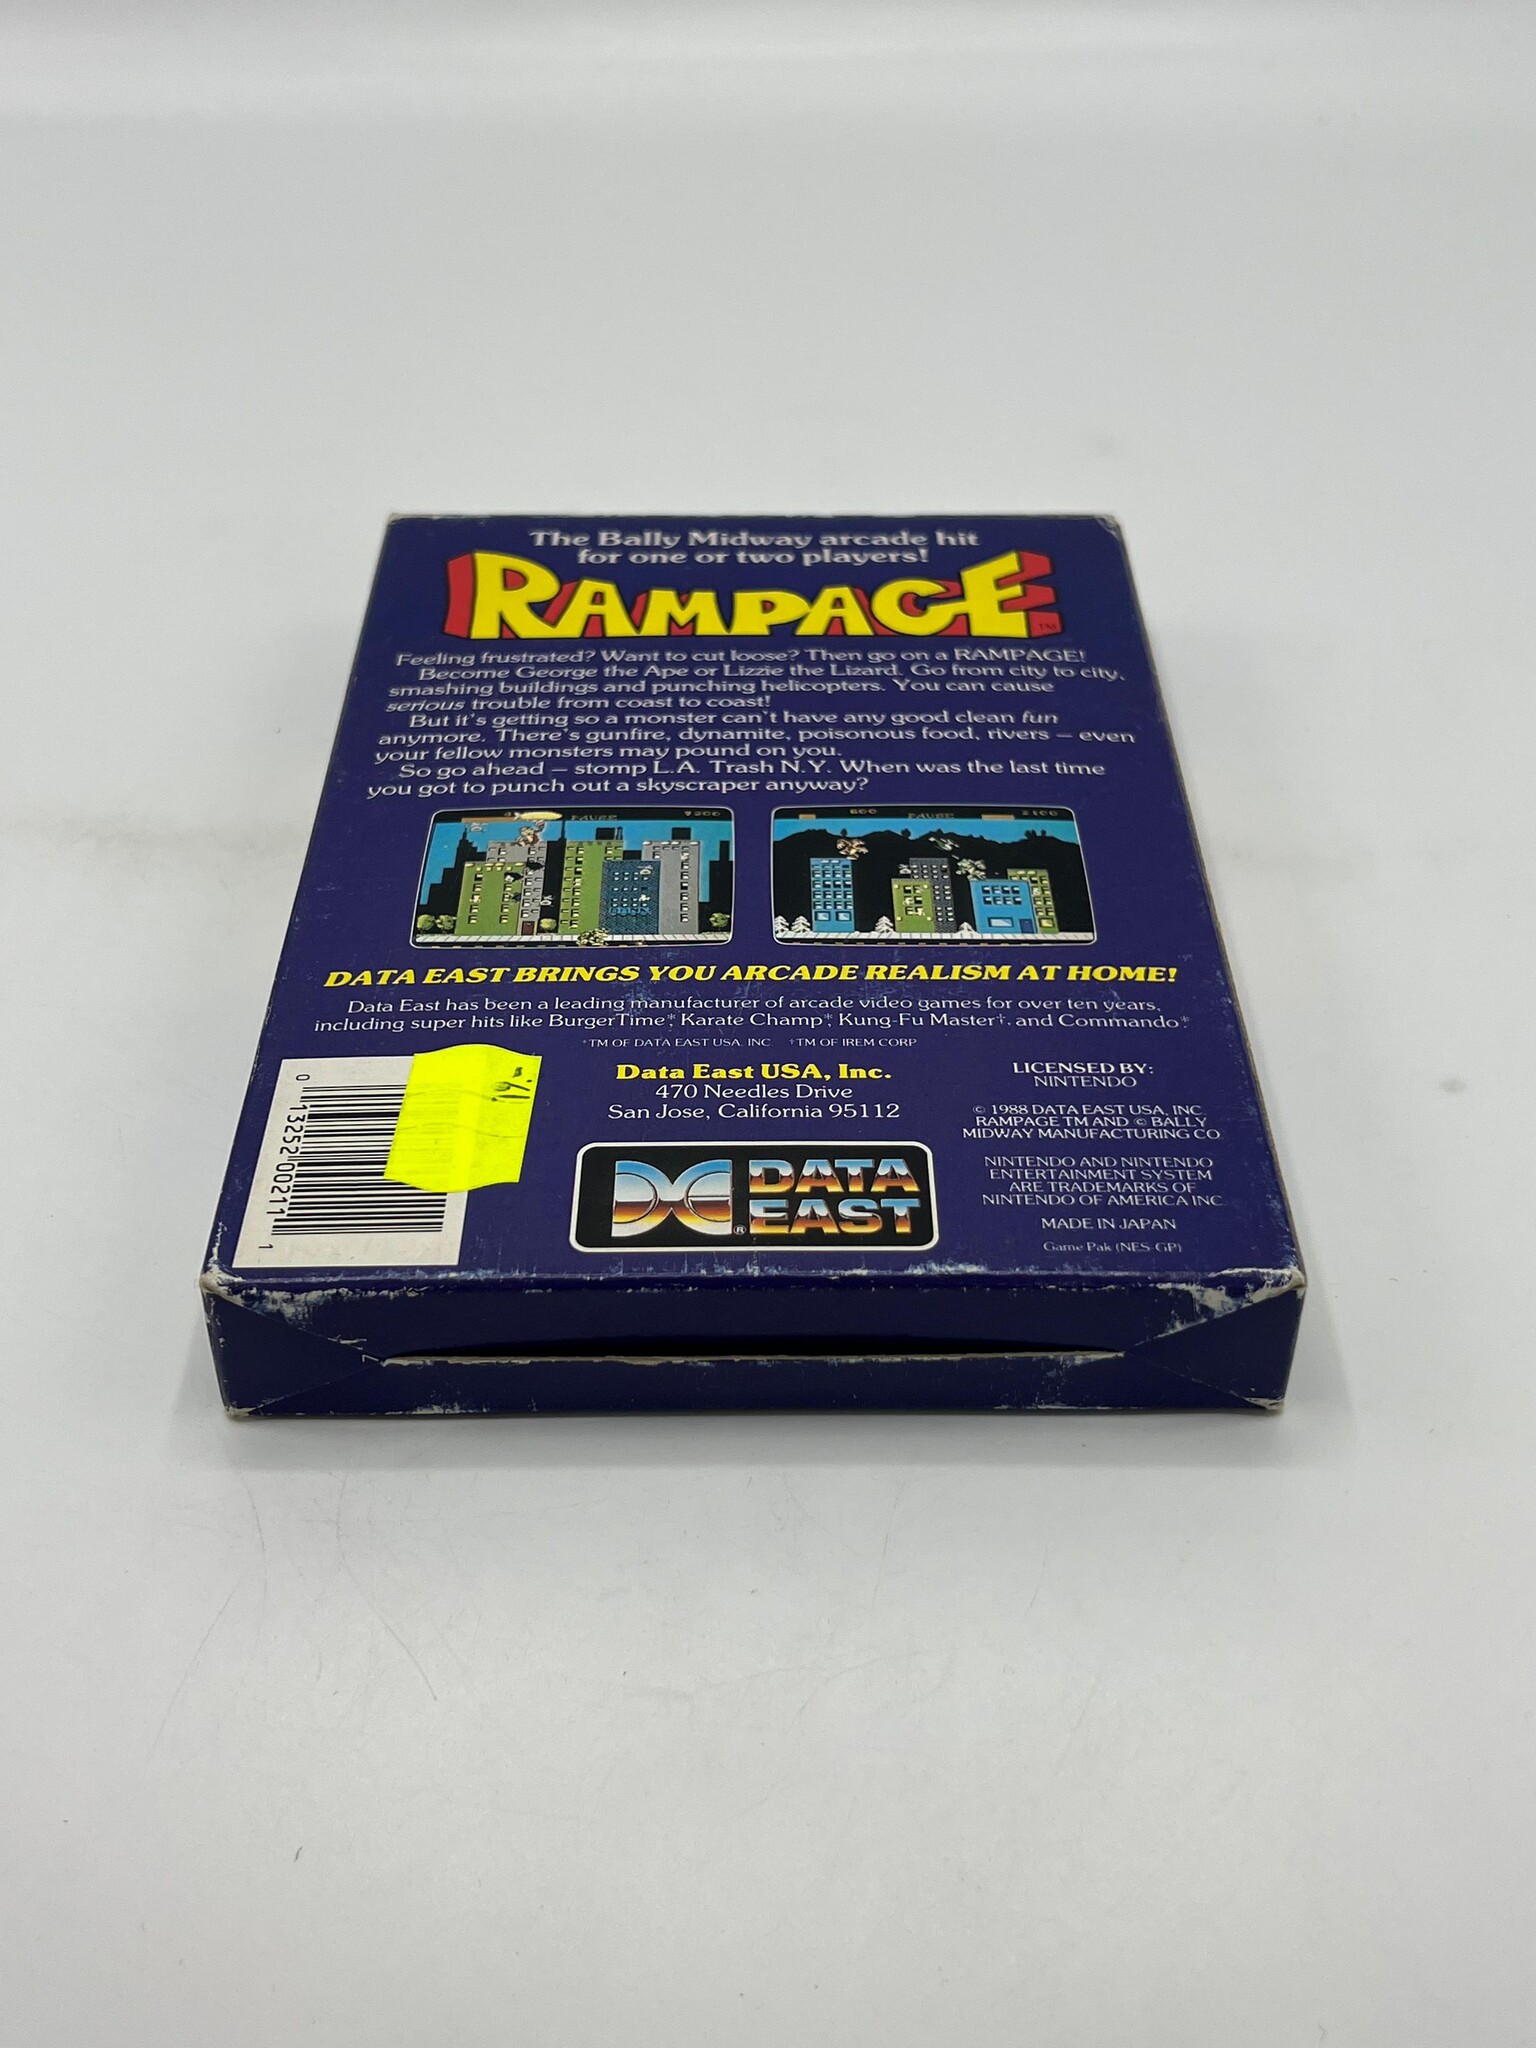 The Bally Midway arcade hit
for one or two players!
RAMPAGE TM
Feeling frustrated? Want to cut loose? Then go on a RAMPAGE!
Become George the Ape or Lizzie the Lizard. Go from city to city,
smashing buildings and punching helicopters. You can cause
serious trouble from coast to coast!
But it's getting so a monster can't have any good clean fun
anymore. There's gunfire, dynamite, poisonous food, rivers – even
your fellow monsters may pound on you.
So go ahead – stomp L.A. Trash N.Y. When was the last time
you got to punch out a skyscraper anyway?
PAUSE
600 PAUSE 2100
DATA EAST BRINGS YOU ARCADE REALISM AT HOME!
Data East has been a leading manufacturer of arcade video games for over ten years,
including super hits like BurgerTime*, Karate Champ*, Kung-Fu Master†, and Commando*.
*TM OF DATA EAST USA, INC. †TM OF IREM CORP
19.-
0 13252 00211 1
Data East USA, Inc.
470 Needles Drive
San Jose, California 95112
DATA
EAST
®
LICENSED BY:
NINTENDO
© 1988 DATA EAST USA, INC.
RAMPAGE TM AND © BALLY
MIDWAY MANUFACTURING CO.
NINTENDO AND NINTENDO
ENTERTAINMENT SYSTEM
ARE TRADEMARKS OF
NINTENDO OF AMERICA INC.
MADE IN JAPAN
Game Pak (NES-GP)